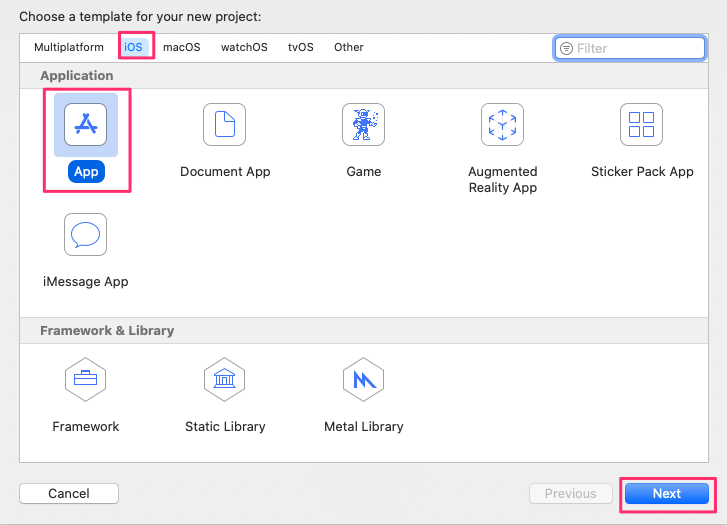 Choose a template for your new project:
Multiplatform iOS macOS watchOS tvOS Other Filter
Application
App Document App Game Augmented Reality App Sticker Pack App
iMessage App
Framework & Library
Framework Static Library Metal Library
Cancel Previous Next